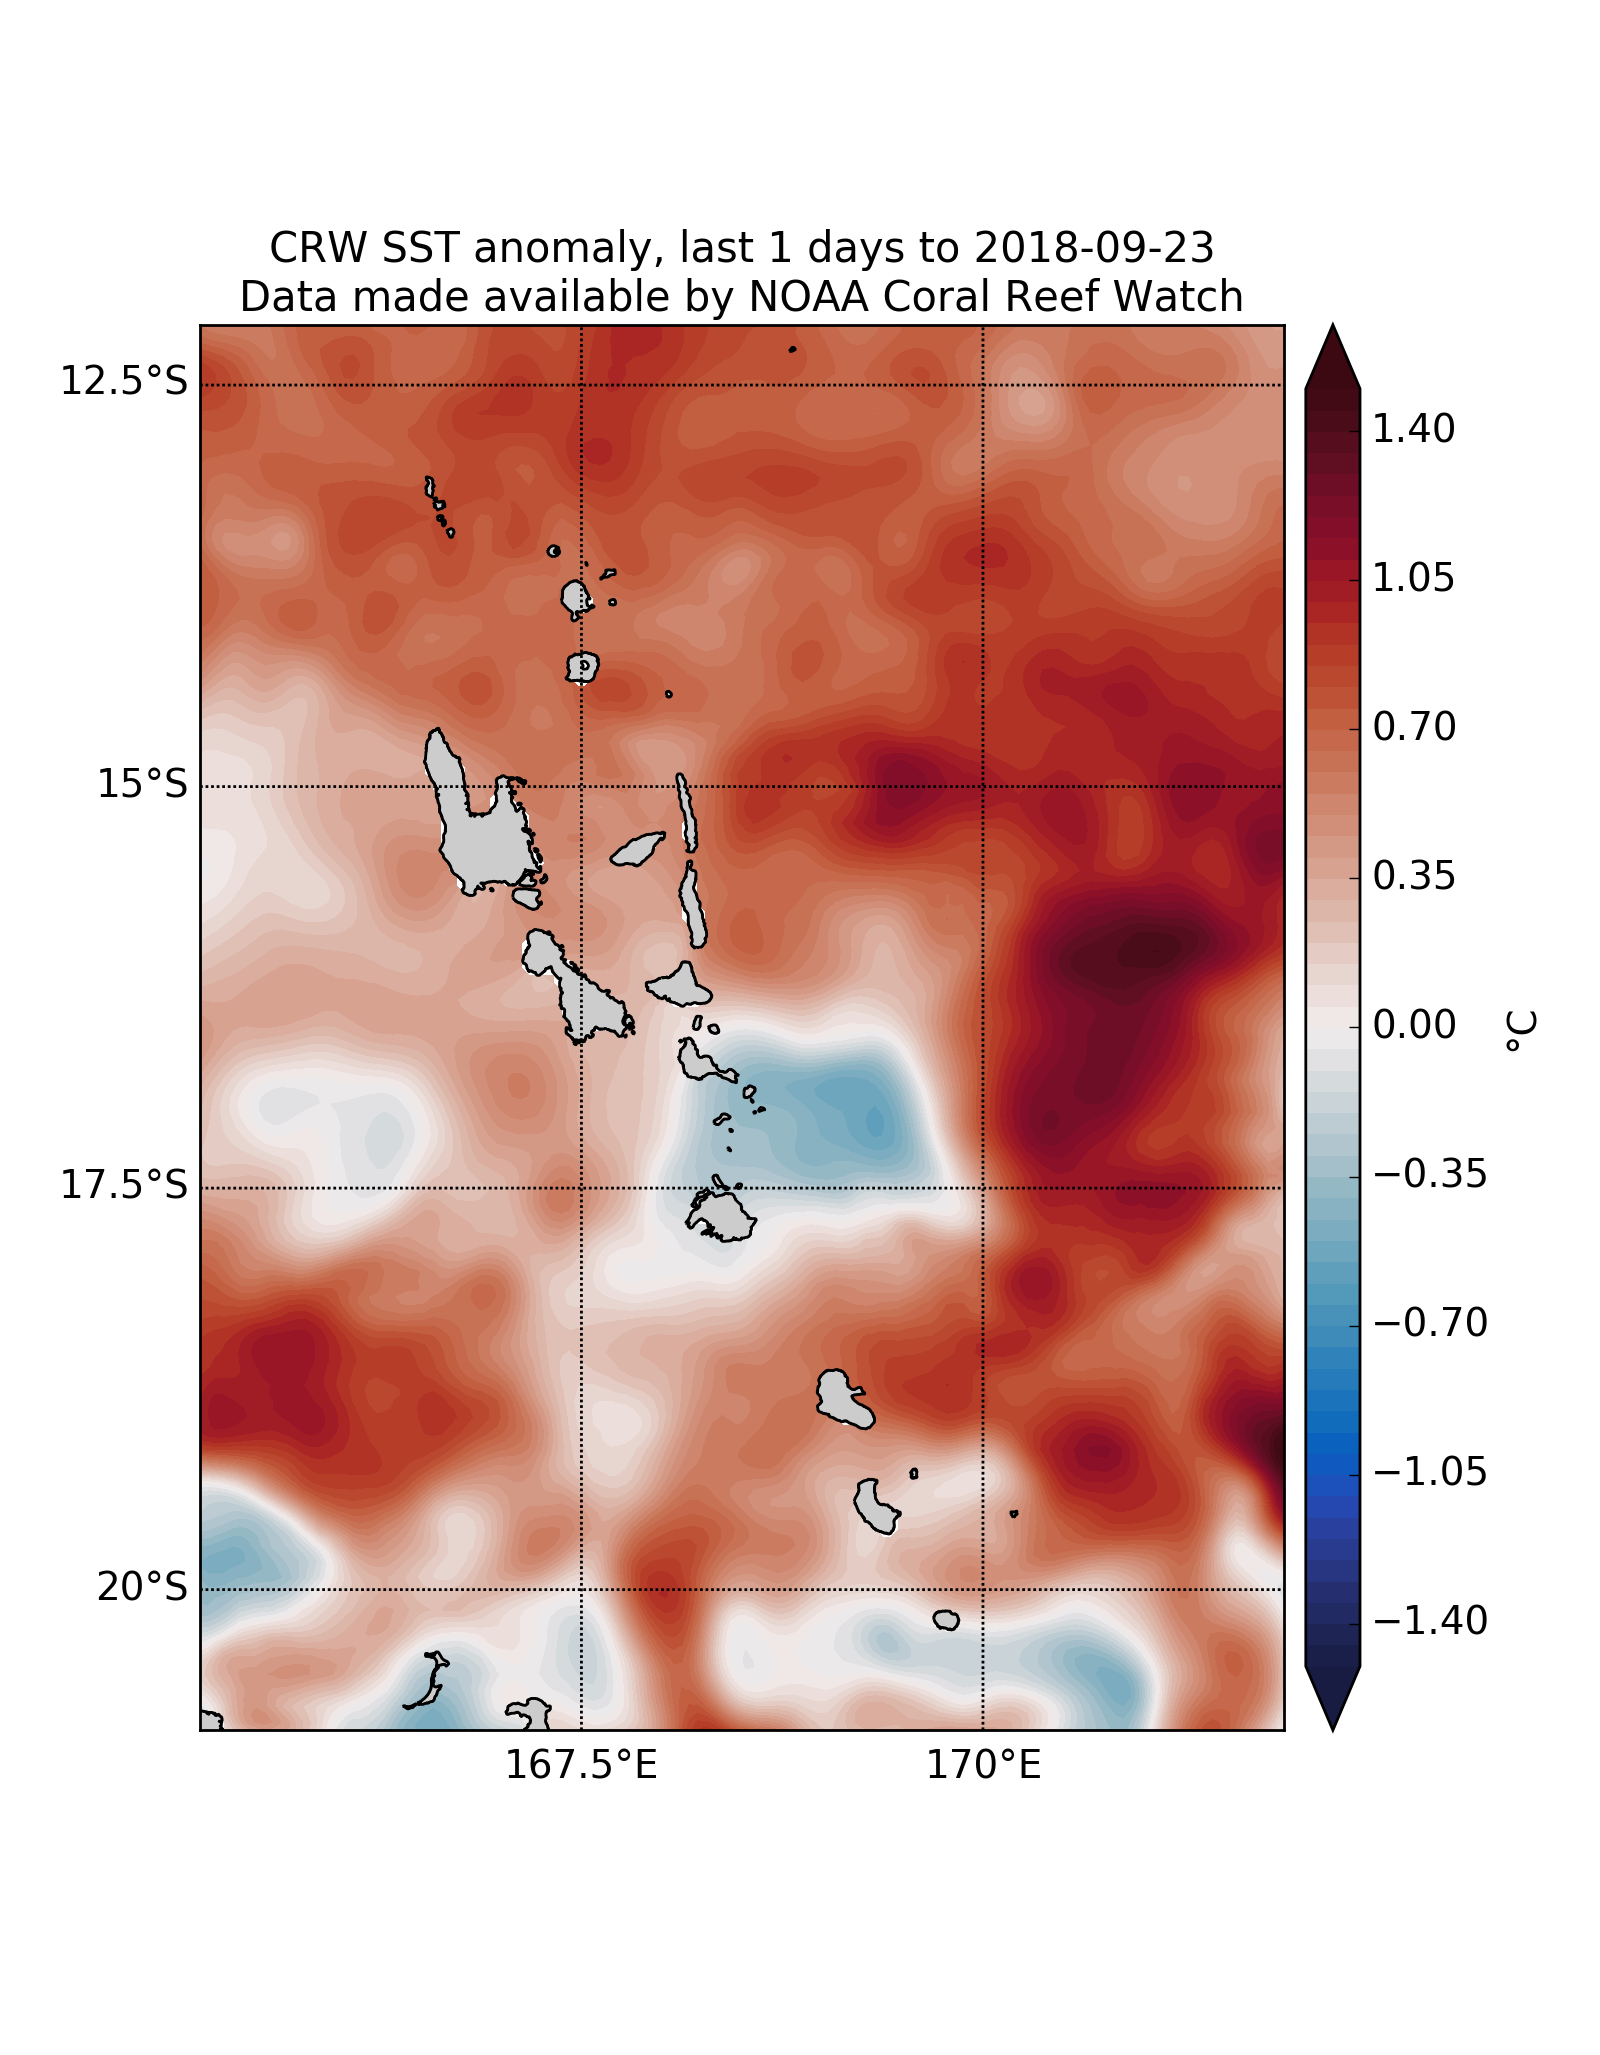 CRW SST anomaly, last 1 days to 2018-09-23
Data made available by NOAA Coral Reef Watch
12.5°S
15°S
17.5°S
20°S
167.5°E
170°E
1.40
1.05
0.70
0.35
0.00
−0.35
−0.70
−1.05
−1.40
°C